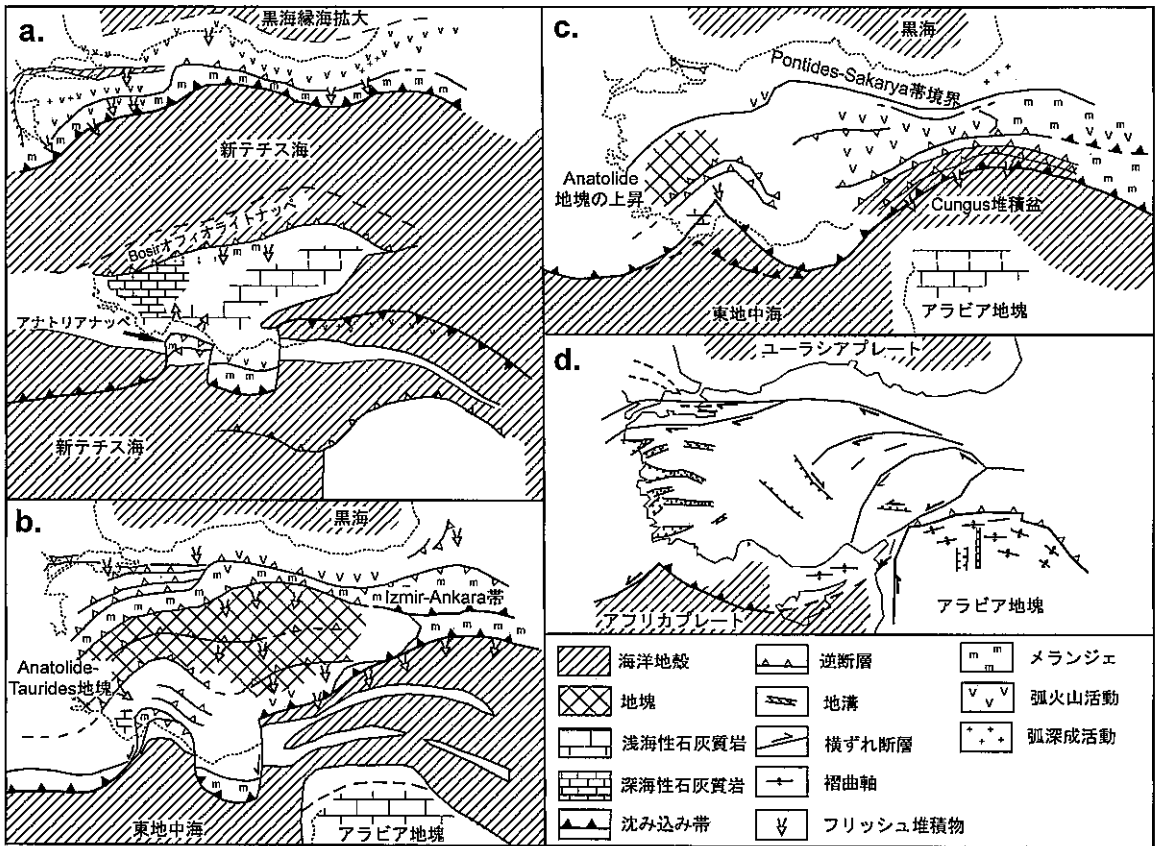 a.
黒海縁海拡大
新テチス海
Bosirオフィオライトナッペ
アナトリアナッペ
新テチス海
b.
黒海
Izmir-Ankara帯
Anatolide-
Taurides地塊
東地中海
アラビア地塊
c.
黒海
Pontides-Sakarya帯境界
Anatolide
地塊の上昇
Cungus堆積盆
東地中海
アラビア地塊
d.
ユーラシアプレート
アフリカプレート
アラビア地塊
海洋地殻
地塊
浅海性石灰質岩
深海性石灰質岩
沈み込み帯
逆断層
地溝
横ずれ断層
褶曲軸
フリッシュ堆積物
メランジェ
弧火山活動
弧深成活動